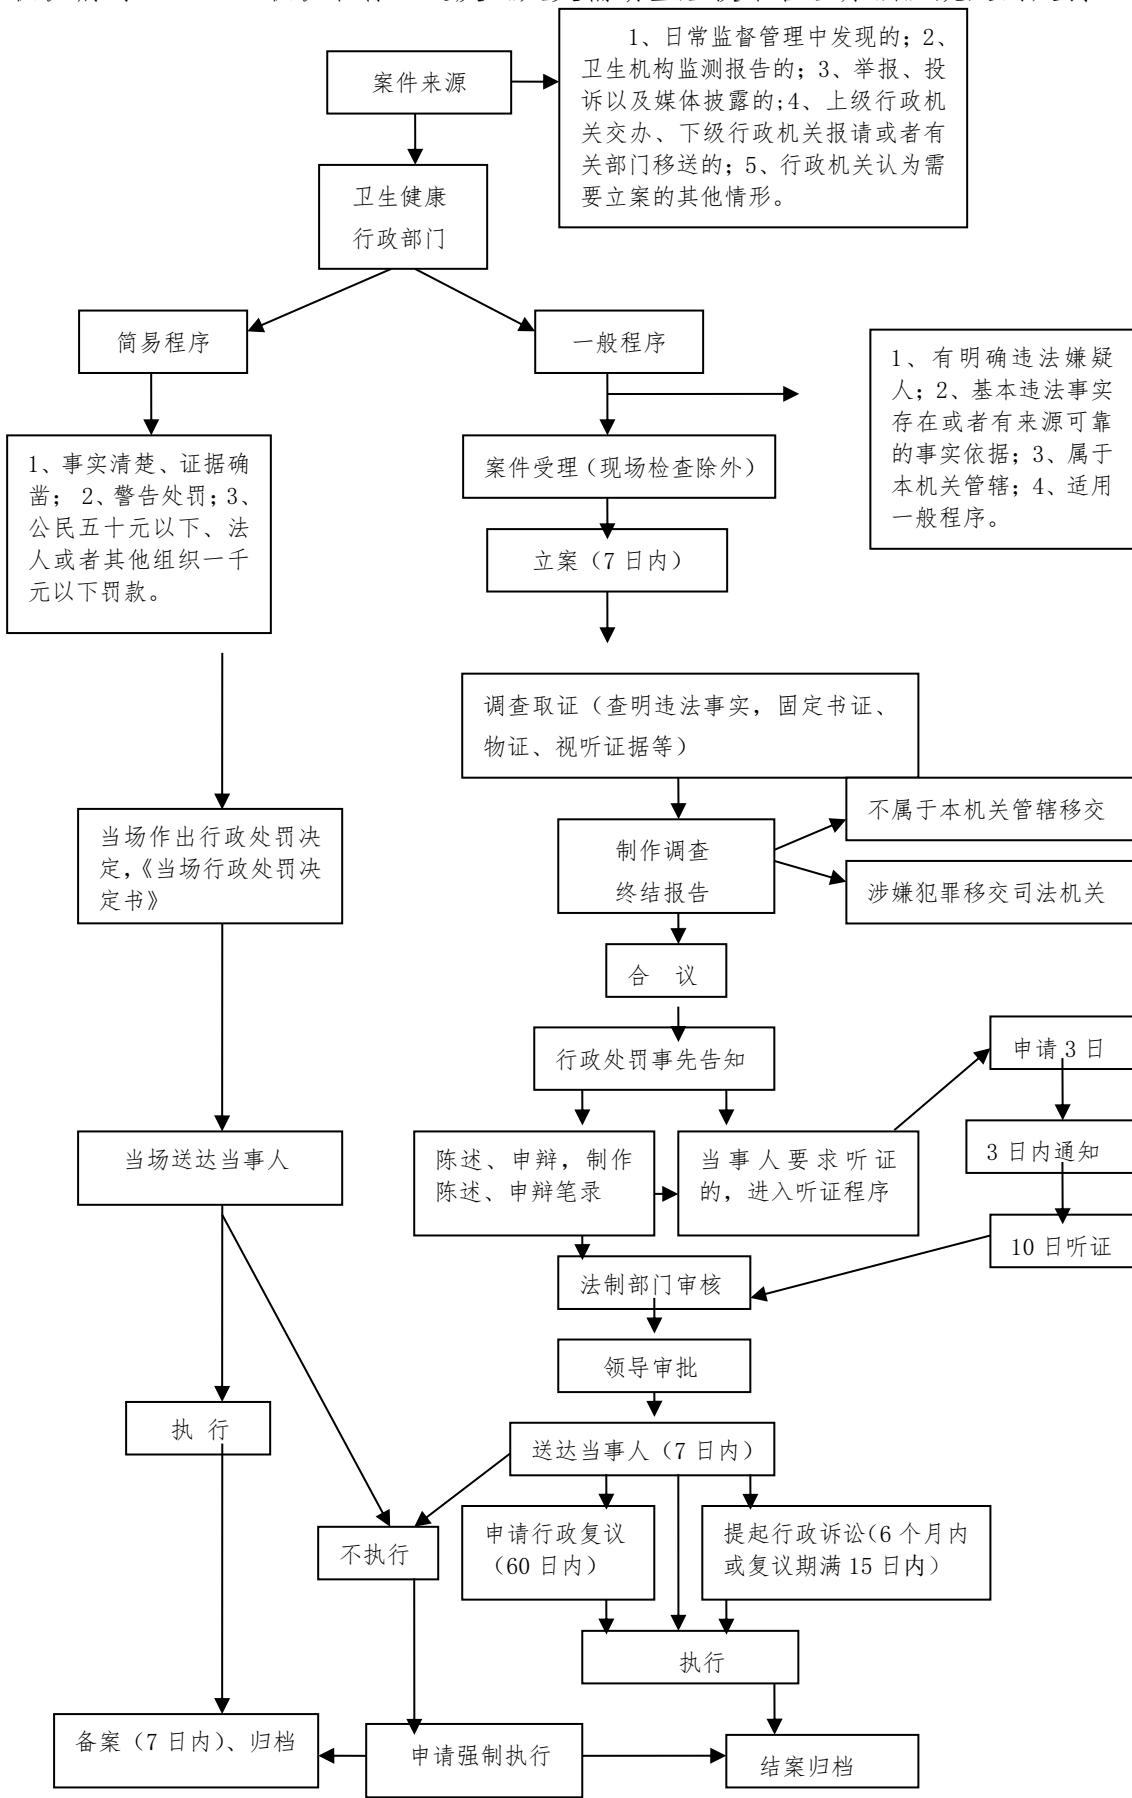 案件来源
1、日常监督管理中发现的；2、
卫生机构监测报告的；3、举报、投
诉以及媒体披露的;4、上级行政机
关交办、下级行政机关报请或者有
关部门移送的；5、行政机关认为需
要立案的其他情形。
卫生健康
行政部门
简易程序
一般程序
1、有明确违法嫌疑
人；2、基本违法事实
存在或者有来源可靠
的事实依据；3、属于
本机关管辖；4、适用
一般程序。
1、事实清楚、证据确
凿； 2、警告处罚；3、
公民五十元以下、法
人或者其他组织一千
元以下罚款。
案件受理（现场检查除外）
立案（7 日内）
调查取证（查明违法事实，固定书证、
物证、视听证据等）
不属于本机关管辖移交
当场作出行政处罚决
定，《当场行政处罚决
定书》
制作调查
终结报告
涉嫌犯罪移交司法机关
合 议
行政处罚事先告知
申请 3 日
当场送达当事人
陈述、申辩，制作
陈述、申辩笔录
当事人要求听证
的，进入听证程序
3 日内通知
10 日听证
法制部门审核
领导审批
执 行
送达当事人（7 日内）
不执行
申请行政复议
（60 日内）
提起行政诉讼（6 个月内
或复议期满 15 日内）
执行
备案（7 日内）、归档
申请强制执行
结案归档